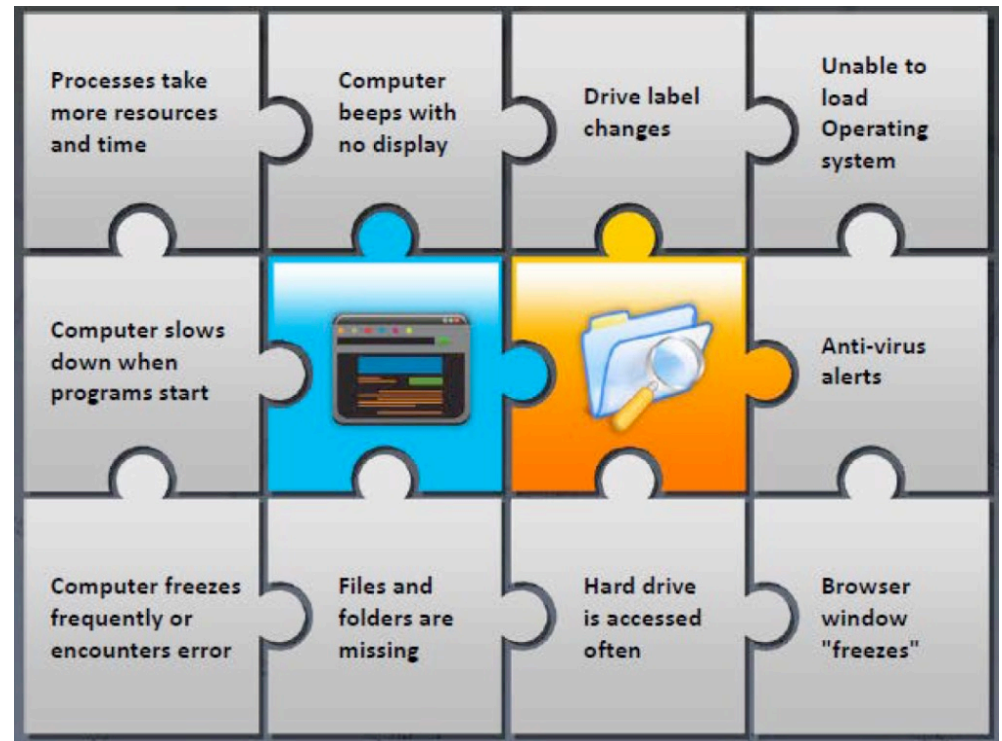 Processes take
more resources
and time
Computer
beeps with
no display
Drive label
changes
Unable to
load
Operating
system
Computer slows
down when
programs start
Anti-virus
alerts
Computer freezes
frequently or
encounters error
Files and
folders are
missing
Hard drive
is accessed
often
Browser
window
"freezes"